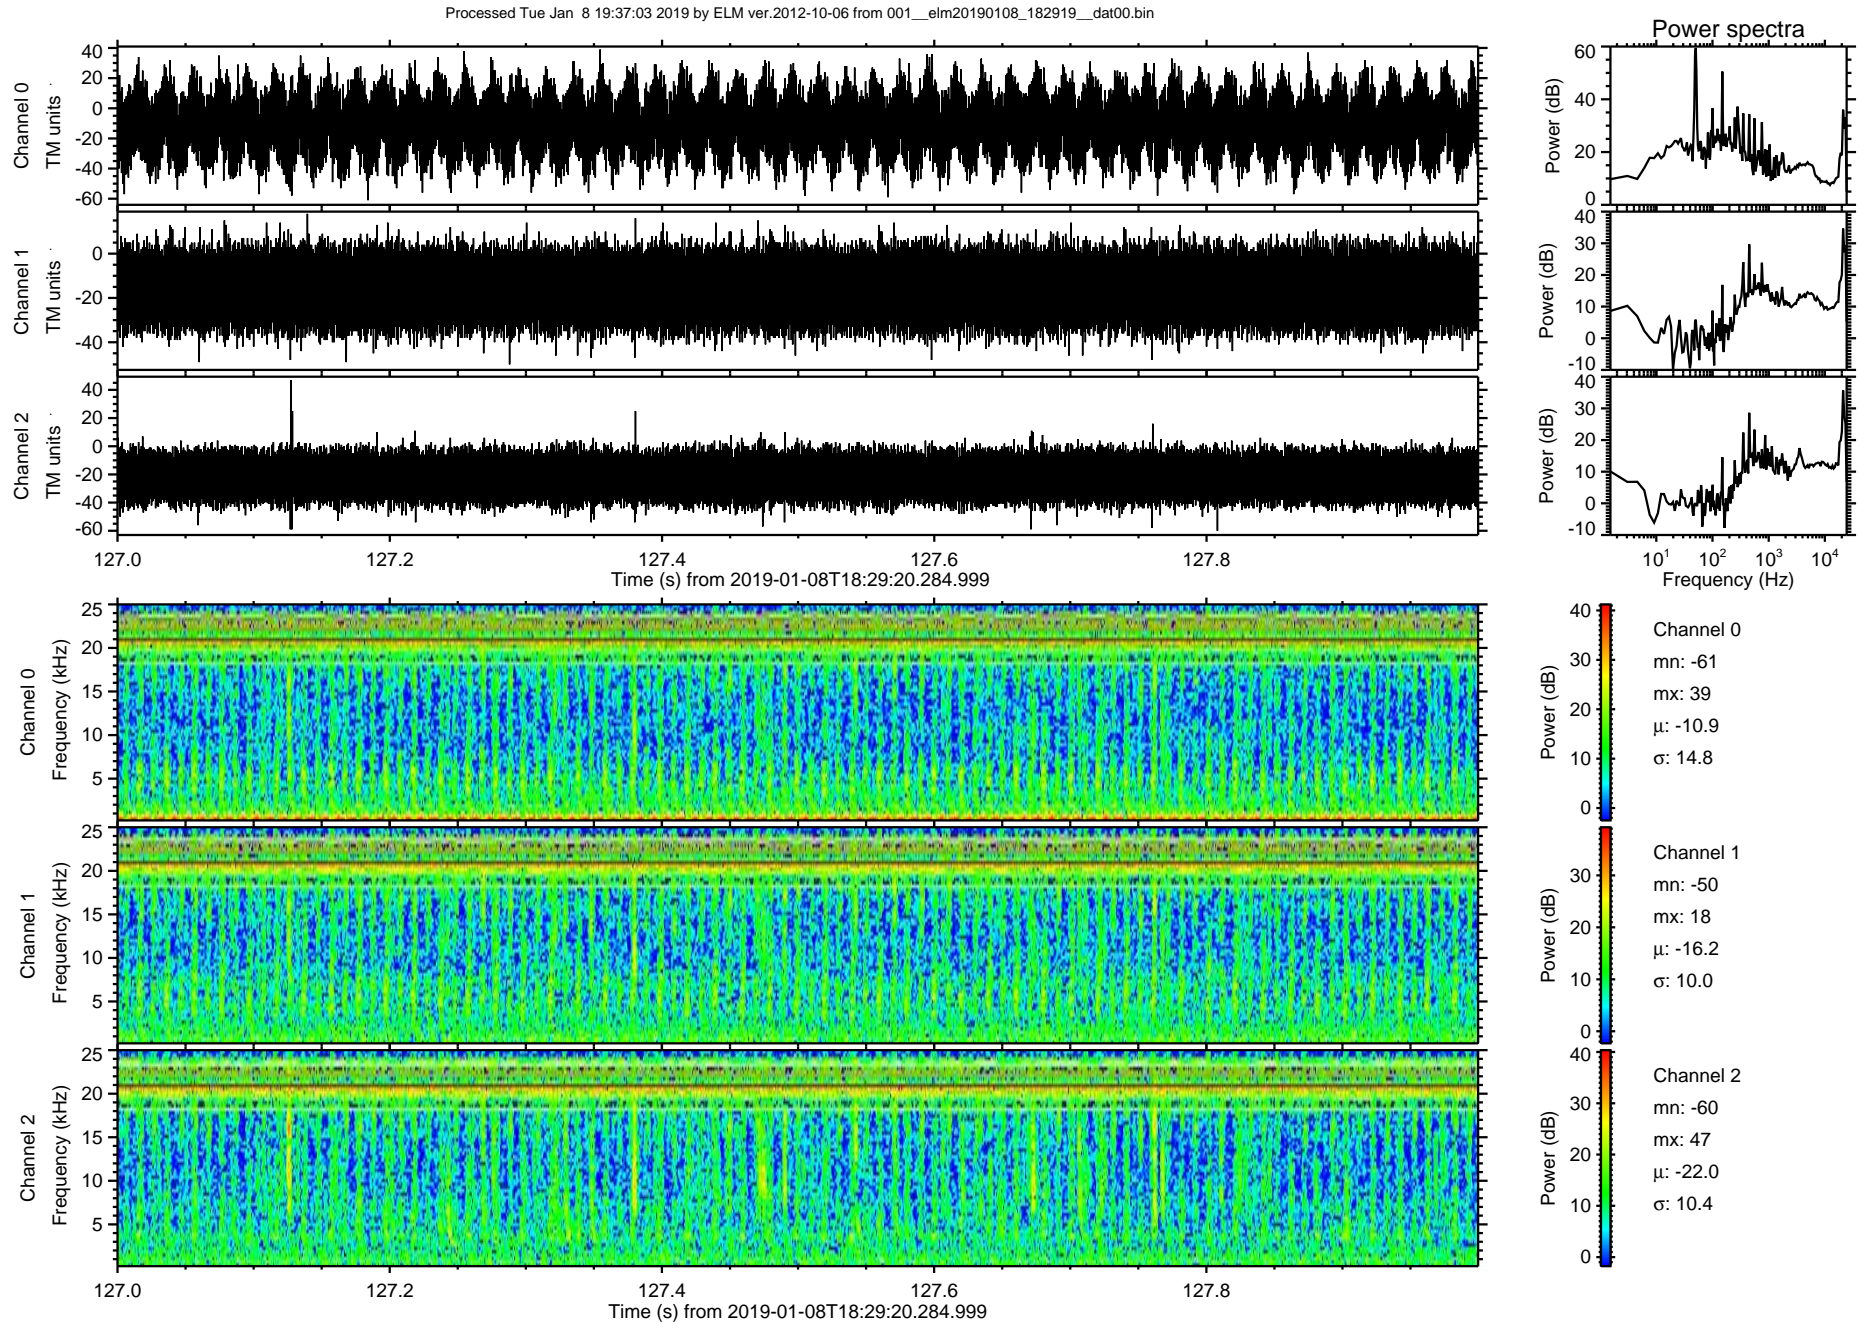 Processed Tue Jan  8 19:37:03 2019 by ELM ver.2012-10-06 from 001__elm20190108_182919__dat00.bin
Power spectra
Channel 0
TM units
40
20
0
-20
-40
-60
Power (dB)
60
40
20
0
Channel 1
TM units
0
-20
-40
Power (dB)
40
30
20
10
0
-10
Channel 2
TM units
40
20
0
-20
-40
-60
Power (dB)
40
30
20
10
0
-10
127.0 127.2 127.4 127.6 127.8
Time (s) from 2019-01-08T18:29:20.284.999
10¹ 10² 10³ 10⁴
Frequency (Hz)
Channel 0
Frequency (kHz)
25
20
15
10
5
Power (dB)
40
30
20
10
0
Channel 0
mn: -61
mx: 39
μ: -10.9
σ: 14.8
Channel 1
Frequency (kHz)
25
20
15
10
5
Power (dB)
30
20
10
0
Channel 1
mn: -50
mx: 18
μ: -16.2
σ: 10.0
Channel 2
Frequency (kHz)
25
20
15
10
5
Power (dB)
40
30
20
10
0
Channel 2
mn: -60
mx: 47
μ: -22.0
σ: 10.4
127.0 127.2 127.4 127.6 127.8
Time (s) from 2019-01-08T18:29:20.284.999